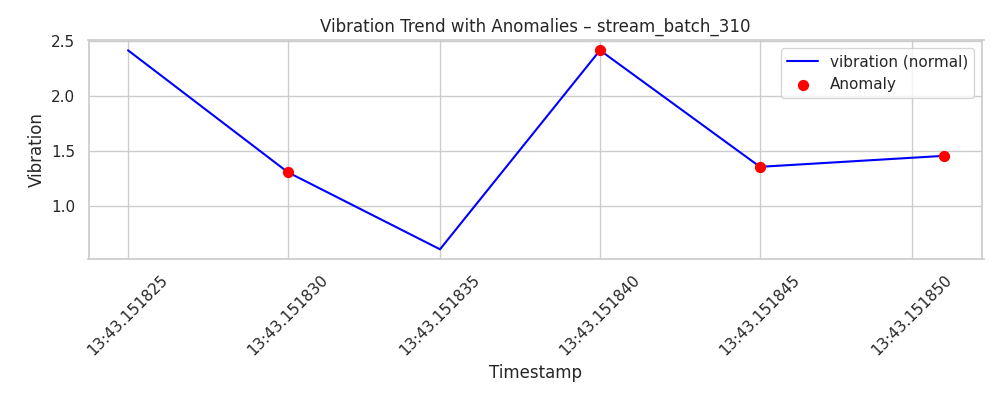 Vibration Trend with Anomalies – stream_batch_310
Vibration
2.5
2.0
1.5
1.0
vibration (normal)
Anomaly
13:43.151825
13:43.151830
13:43.151835
13:43.151840
13:43.151845
13:43.151850
Timestamp